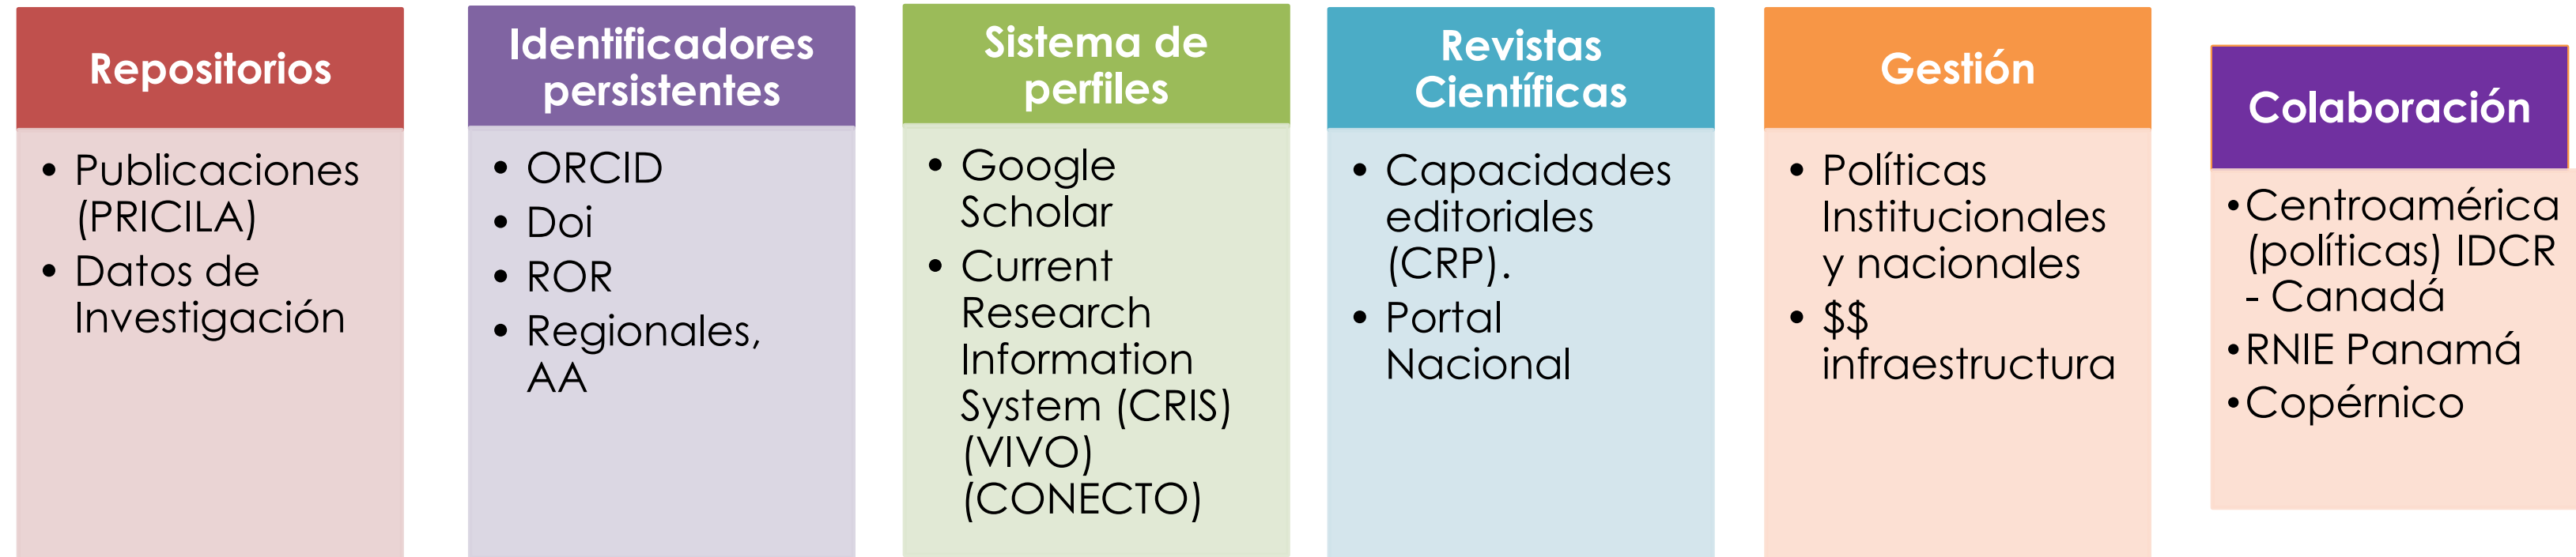 Repositorios
• Publicaciones
(PRICILA)
• Datos de
Investigación
Identificadores
persistentes
• ORCID
• Doi
• ROR
• Regionales,
AA
Sistema de
perfiles
• Google
Scholar
• Current
Research
Information
System (CRIS)
(VIVO)
(CONECTO)
Revistas
Científicas
• Capacidades
editoriales
(CRP).
• Portal
Nacional
Gestión
• Políticas
Institucionales
y nacionales
• $$
infraestructura
Colaboración
•Centroamérica
(políticas) IDCR
- Canadá
•RNIE Panamá
•Copérnico